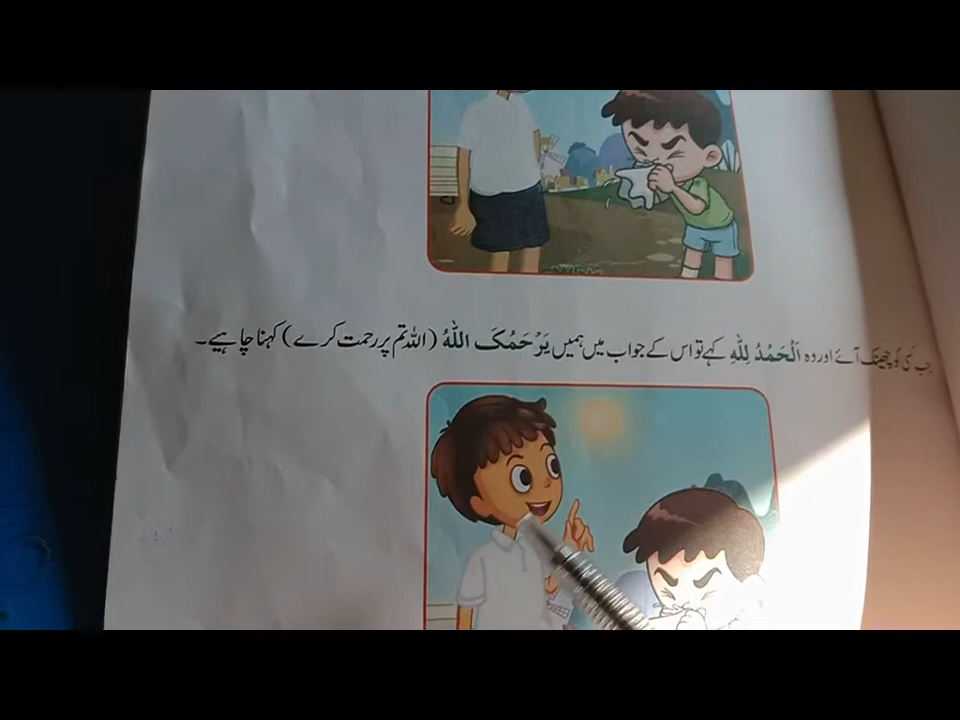 جب کسی کو چھینک آئے اور وہ اَلْحَمْدُ لِلّٰهِ کہے تو اس کے جواب میں ہمیں یَرْحَمُکَ اللّٰهُ (اللہ تم پر رحمت کرے) کہنا چاہیے۔